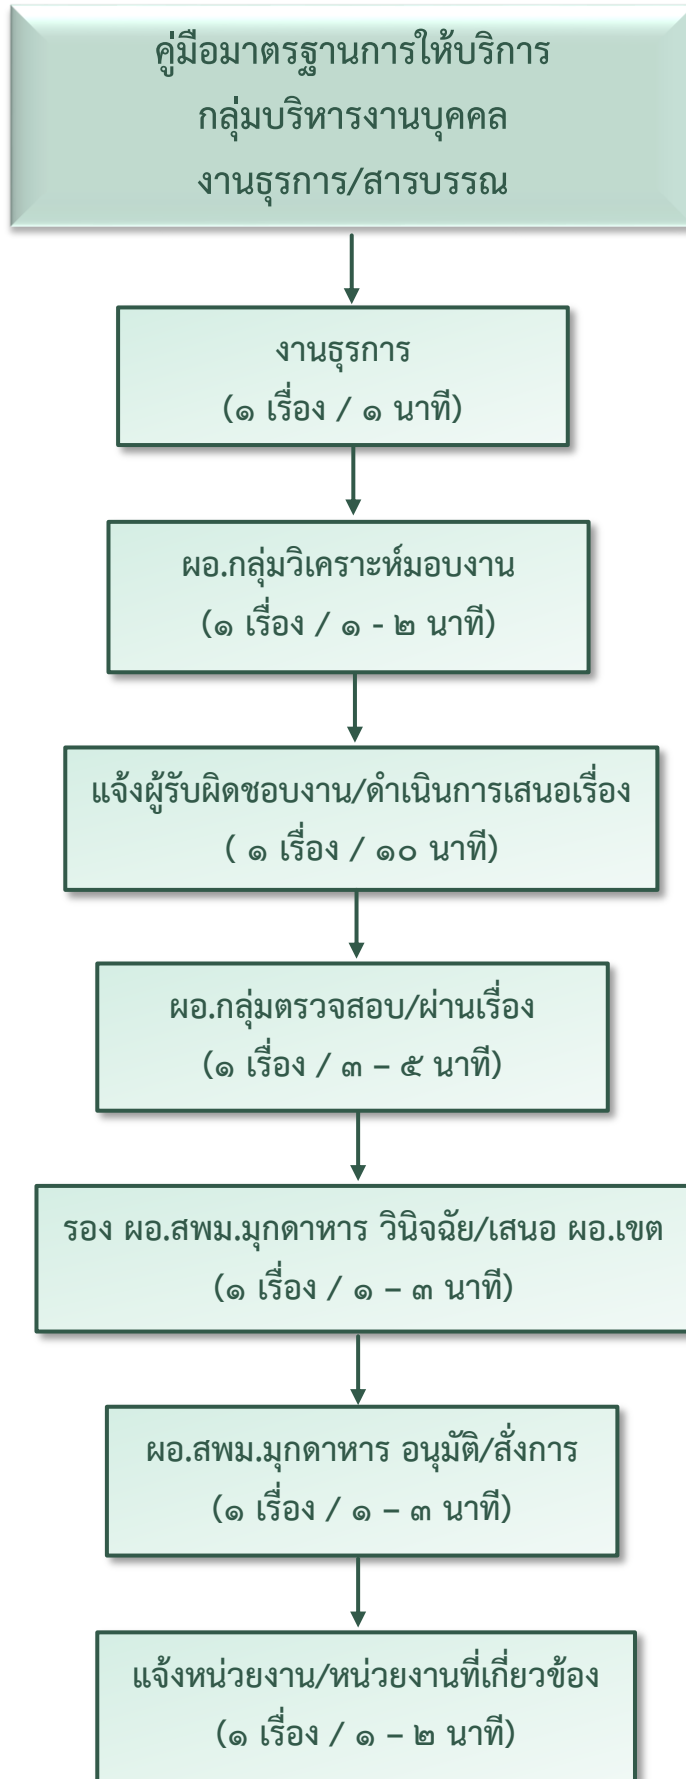 คู่มือมาตรฐานการให้บริการ
กลุ่มบริหารงานบุคคล
งานธุรการ/สารบรรณ
งานธุรการ
(๑ เรื่อง / ๑ นาที)
ผอ.กลุ่มวิเคราะห์มอบงาน
(๑ เรื่อง / ๑ - ๒ นาที)
แจ้งผู้รับผิดชอบงาน/ดำเนินการเสนอเรื่อง
( ๑ เรื่อง / ๑๐ นาที)
ผอ.กลุ่มตรวจสอบ/ผ่านเรื่อง
(๑ เรื่อง / ๓ – ๕ นาที)
รอง ผอ.สพม.มุกดาหาร วินิจฉัย/เสนอ ผอ.เขต
(๑ เรื่อง / ๑ – ๓ นาที)
ผอ.สพม.มุกดาหาร อนุมัติ/สั่งการ
(๑ เรื่อง / ๑ – ๓ นาที)
แจ้งหน่วยงาน/หน่วยงานที่เกี่ยวข้อง
(๑ เรื่อง / ๑ – ๒ นาที)